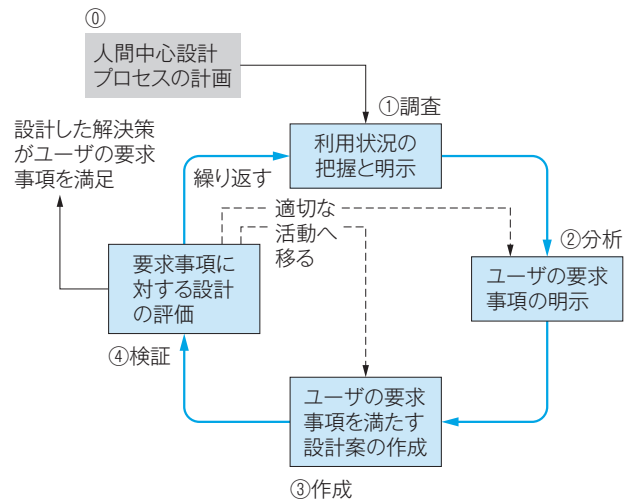 ⓪
人間中心設計
プロセスの計画
①調査
利用状況の
把握と明示
設計した解決策
がユーザの要求
事項を満足
繰り返す
適切な
活動へ
移る
②分析
ユーザの要求
事項の明示
要求事項に
対する設計
の評価
④検証
ユーザの要求
事項を満たす
設計案の作成
③作成